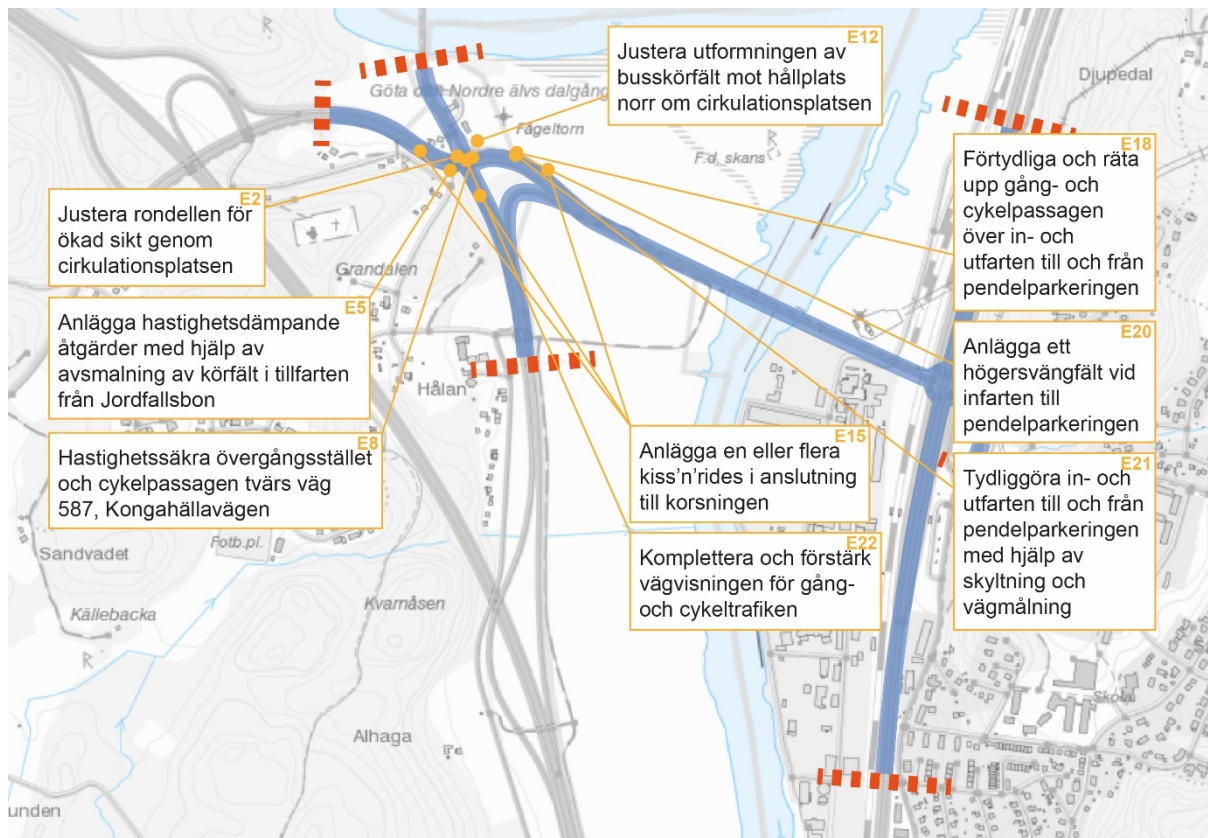 E12
Justera utformningen av
busskörfält mot hållplats
norr om cirkulationsplatsen
Djupedal
Göta och Nordre älvs dalgång
Fågeltorn
F.d. skans
E18
Förtydliga och räta
upp gång- och
cykelpassagen
över in- och
utfarten till och från
pendelparkeringen
E2
Justera rondellen för
ökad sikt genom
cirkulationsplatsen
Grandalen
E5
Anlägga hastighetsdämpande
åtgärder med hjälp av
avsmalning av körfält i tillfarten
från Jordfallsbon
E20
Anlägga ett
högersvängfält vid
infarten till
pendelparkeringen
Hålan
E8
Hastighetssäkra övergångsstället
och cykelpassagen tvärs väg
587, Kongahällavägen
E15
Anlägga en eller flera
kiss’n’rides i anslutning
till korsningen
E21
Tydliggöra in- och
utfarten till och från
pendelparkeringen
med hjälp av
skyltning och
vägmålning
E22
Komplettera och förstärk
vägvisningen för gång-
och cykeltrafiken
Fotb.pl.
Sandvadet
Kvarnåsen
Källebacka
Skola
Alhaga
unden